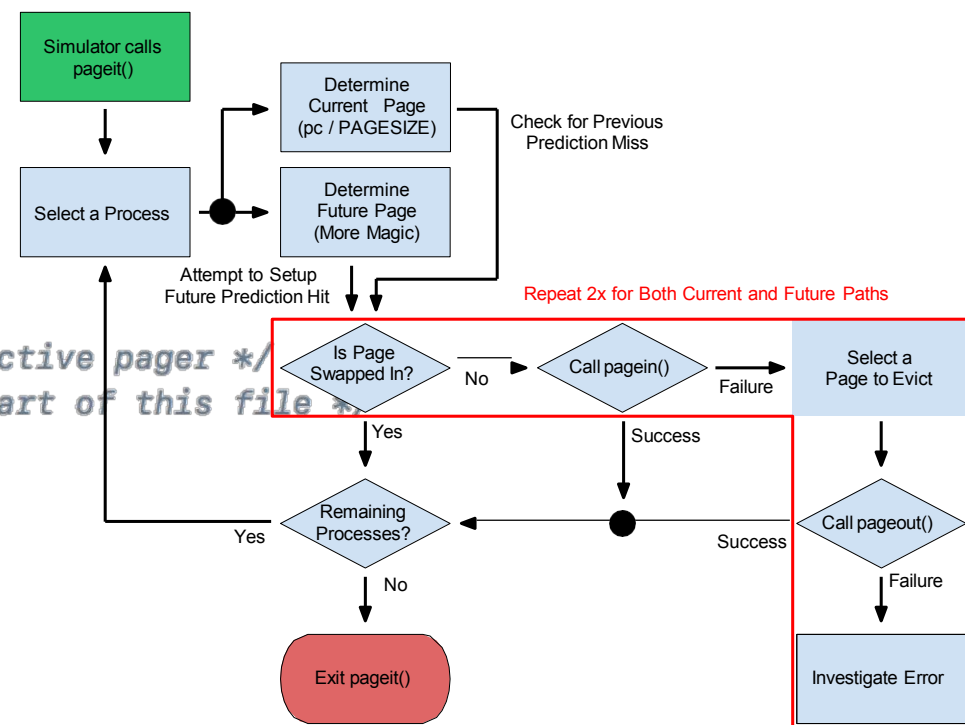 Simulator calls
pageit()
Determine
Current Page
(pc / PAGESIZE)
Check for Previous
Prediction Miss
Select a Process
Determine
Future Page
(More Magic)
Attempt to Setup
Future Prediction Hit
Repeat 2x for Both Current and Future Paths
ctive pager */
art of this file */
Is Page
Swapped In?
No
Call pagein()
Failure
Select a
Page to Evict
Yes
Success
Remaining
Processes?
Yes
Success
Call pageout()
No
Failure
Exit pageit()
Investigate Error